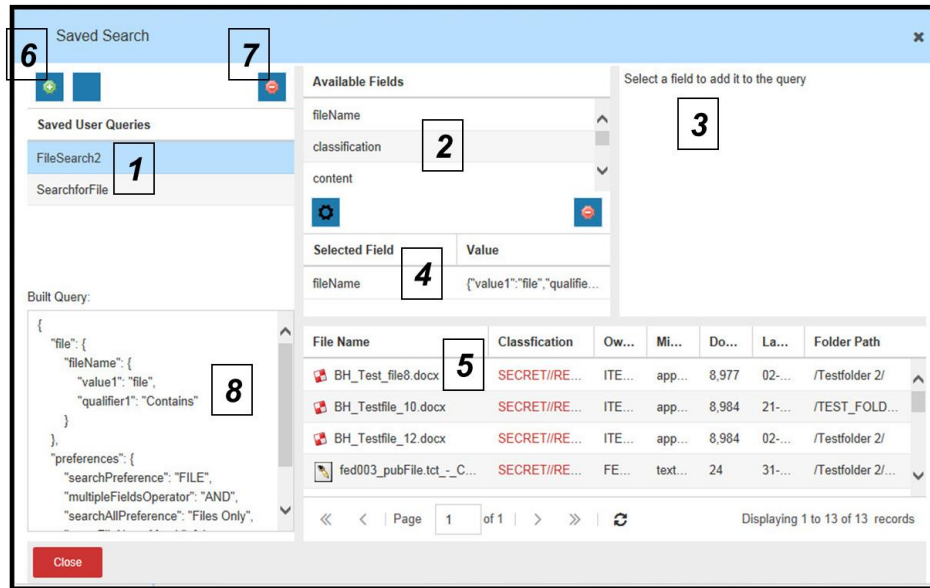 Saved Search
6
7
Available Fields
Select a field to add it to the query
fileName
3
Saved User Queries
classification
2
FileSearch2
1
content
SearchforFile
Selected Field Value
4
fileName {"value1":"file","qualifie...
Built Query:
{
"file": {
"fileName": {
"value1": "file",
"qualifier1": "Contains"
}
},
"preferences": {
"searchPreference": "FILE",
"multipleFieldsOperator": "AND",
"searchAllPreference": "Files Only",
8
File Name Classfication Ow... Mi... Do... La... Folder Path
5
BH_Test_file8.docx SECRET//RE... ITE... app... 8,977 02-... /Testfolder 2/
BH_Testfile_10.docx SECRET//RE... ITE... app... 8,984 21-... /TEST_FOLD...
BH_Testfile_12.docx SECRET//RE... ITE... app... 8,984 02-... /Testfolder 2/
fed003_pubFile.tct_-_C... SECRET//RE... FE... text... 24 31-... /Testfolder 2/...
Page 1 of 1 Displaying 1 to 13 of 13 records
Close